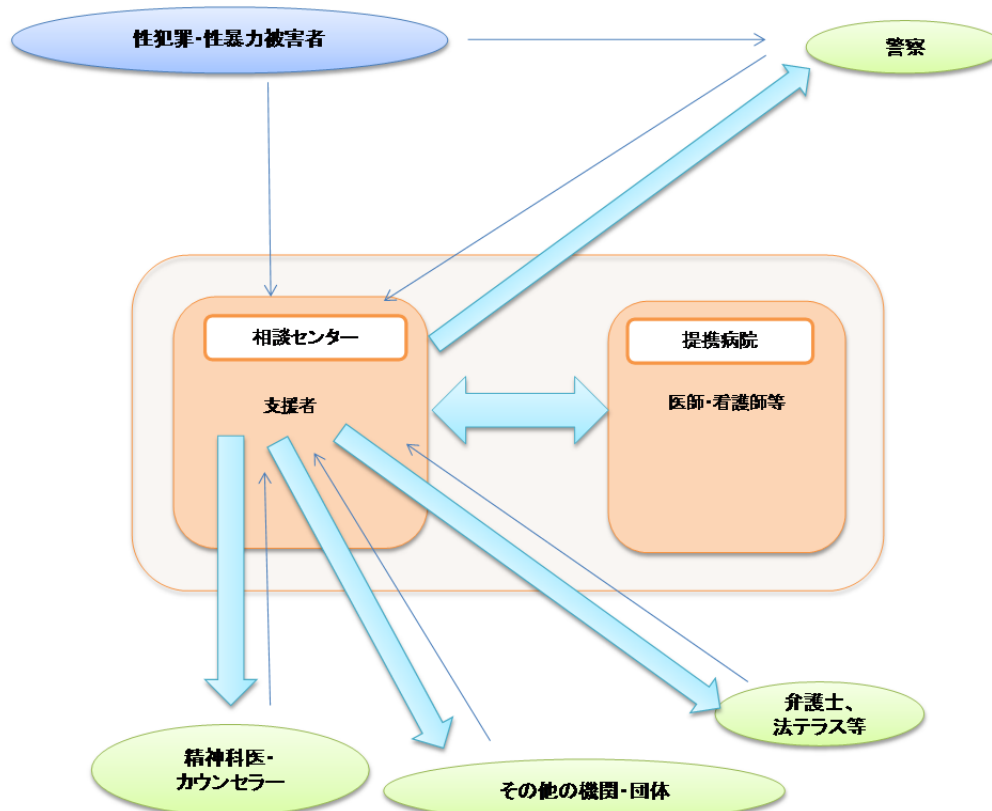 性犯罪・性暴力被害者
警察
相談センター
提携病院
支援者
医師・看護師等
弁護士、
法テラス等
精神科医・
カウンセラー
その他の機関・団体